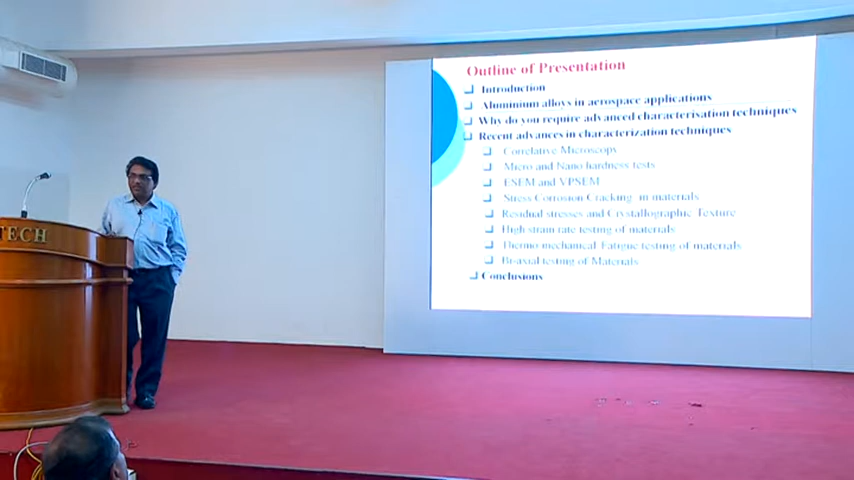 TECH
Outline of Presentation
Introduction
Aluminium alloys in aerospace applications
Why do you require advanced characterisation techniques
Recent advances in characterization techniques
Correlative Microscopy
Micro and Nano hardness tests
ESEM and VPSEM
Stress Corrosion Cracking in materials
Residual stresses and Crystallographic Texture
High strain rate testing of materials
Thermo mechanical Fatigue testing of materials
Bi-axial testing of Materials
Conclusions